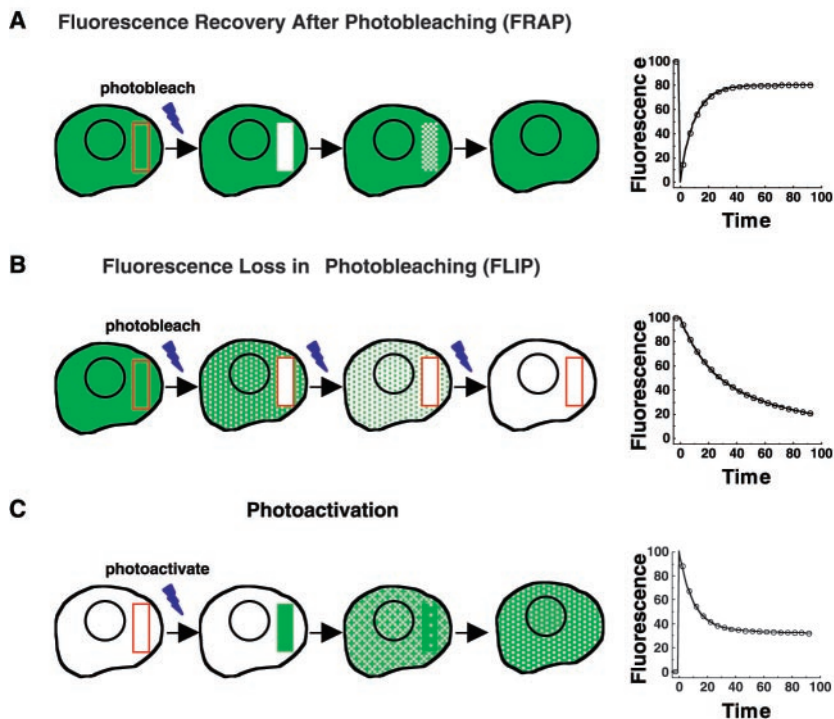 A Fluorescence Recovery After Photobleaching (FRAP)
photobleach
Fluorescenc e
100
80
60
40
20
0
0 20 40 60 80 100
Time
B Fluorescence Loss in Photobleaching (FLIP)
photobleach
Fluorescence
100
80
60
40
20
0
0 20 40 60 80 100
Time
C Photoactivation
photoactivate
Fluorescence
100
80
60
40
20
0
0 20 40 60 80 100
Time